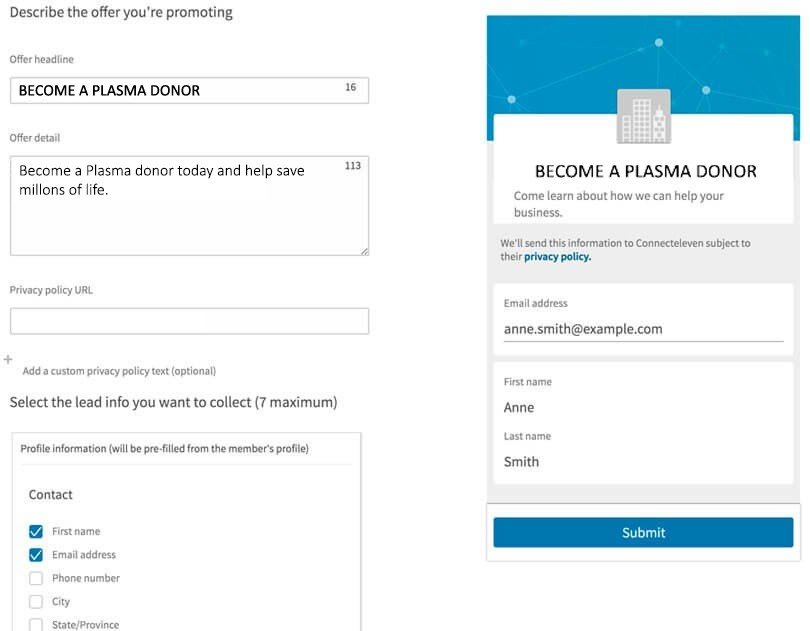 Describe the offer you're promoting
Offer headline
BECOME A PLASMA DONOR 16
Offer detail
Become a Plasma donor today and help save 113
millons of life.
Privacy policy URL
+ Add a custom privacy policy text (optional)
Select the lead info you want to collect (7 maximum)
Profile information (will be pre-filled from the member's profile)
Contact
First name
Email address
Phone number
City
State/Province
BECOME A PLASMA DONOR
Come learn about how we can help your
business.
We'll send this information to Connecteleven subject to
their privacy policy.
Email address
anne.smith@example.com
First name
Anne
Last name
Smith
Submit